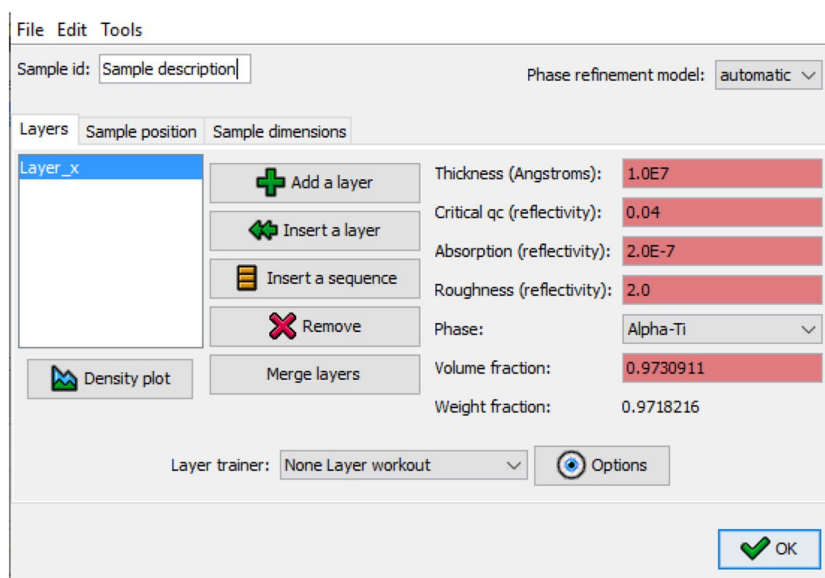 File Edit Tools
Sample id: Sample description
Phase refinement model: automatic
Layers Sample position Sample dimensions
Layer_x
Add a layer
Insert a layer
Insert a sequence
Remove
Merge layers
Density plot
Thickness (Angstroms): 1.0E7
Critical qc (reflectivity): 0.04
Absorption (reflectivity): 2.0E-7
Roughness (reflectivity): 2.0
Phase: Alpha-Ti
Volume fraction: 0.9730911
Weight fraction: 0.9718216
Layer trainer: None Layer workout Options
OK